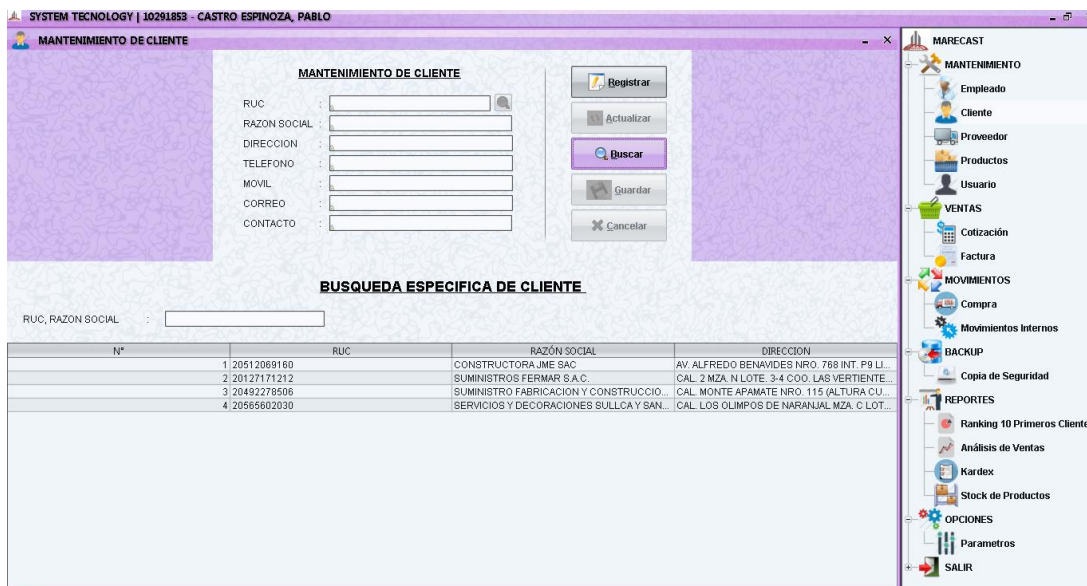 SYSTEM TECNOLOGY | 10291853 - CASTRO ESPINOZA, PABLO
MANTENIMIENTO DE CLIENTE
MANTENIMIENTO DE CLIENTE
RUC :
RAZON SOCIAL :
DIRECCION :
TELEFONO :
MOVIL :
CORREO :
CONTACTO :
Registrar
Actualizar
Buscar
Guardar
Cancelar
BUSQUEDA ESPECIFICA DE CLIENTE
RUC, RAZON SOCIAL :
N° RUC RAZÓN SOCIAL DIRECCION
1 20512069160 CONSTRUCTORA JME SAC AV. ALFREDO BENAVIDES NRO. 768 INT. P9 LI...
2 20127171212 SUMINISTROS FERMAR S.A.C. CAL. 2 MZA. N LOTE. 3-4 COO. LAS VERTIENTE...
3 20492278506 SUMINISTRO FABRICACION Y CONSTRUCCIO... CAL. MONTE APAMATE NRO. 115 (ALTURA CU...
4 20565602030 SERVICIOS Y DECORACIONES SULLCA Y SAN... CAL. LOS OLIMPOS DE NARANJAL MZA. C LOT...
MARECAST
MANTENIMIENTO
Empleado
Cliente
Proveedor
Productos
Usuario
VENTAS
Cotización
Factura
MOVIMIENTOS
Compra
Movimientos Internos
BACKUP
Copia de Seguridad
REPORTES
Ranking 10 Primeros Cliente
Análisis de Ventas
Kardex
Stock de Productos
OPCIONES
Parametros
SALIR